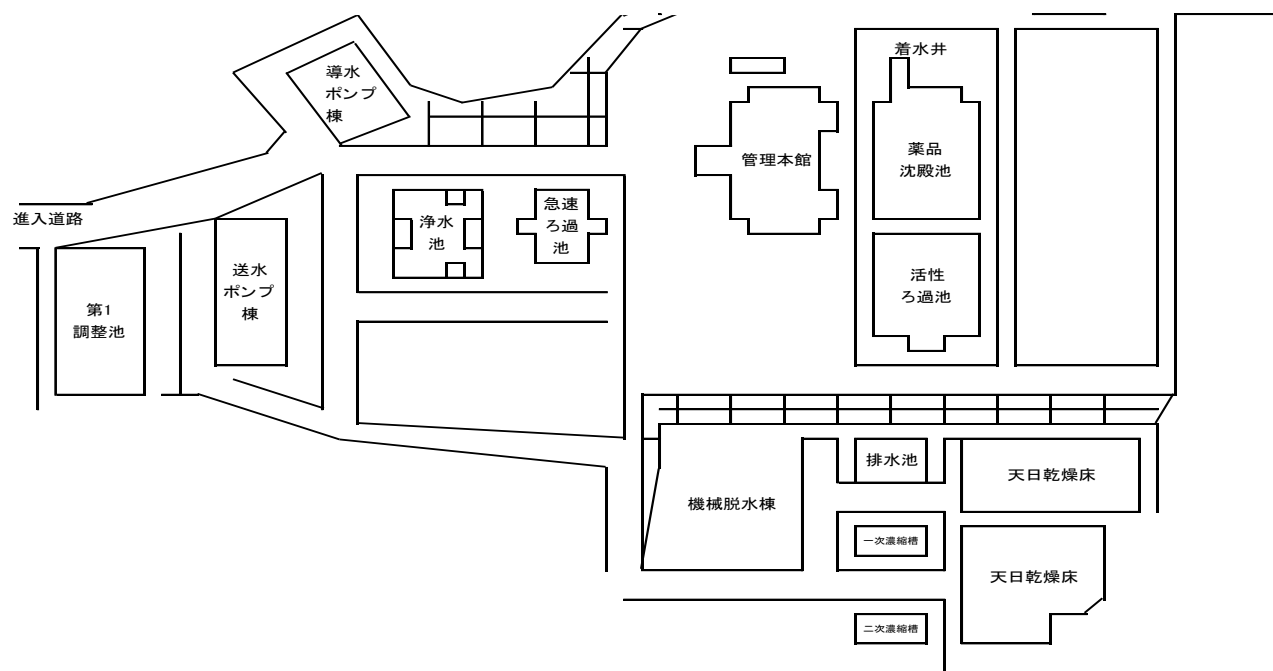 着水井
導水
ポンプ
棟
管理本館
薬品
沈殿池
進入道路
浄水
池
急速
ろ過
池
送水
ポンプ
棟
活性
ろ過池
第1
調整池
排水池
天日乾燥床
機械脱水棟
一次濃縮槽
天日乾燥床
二次濃縮槽